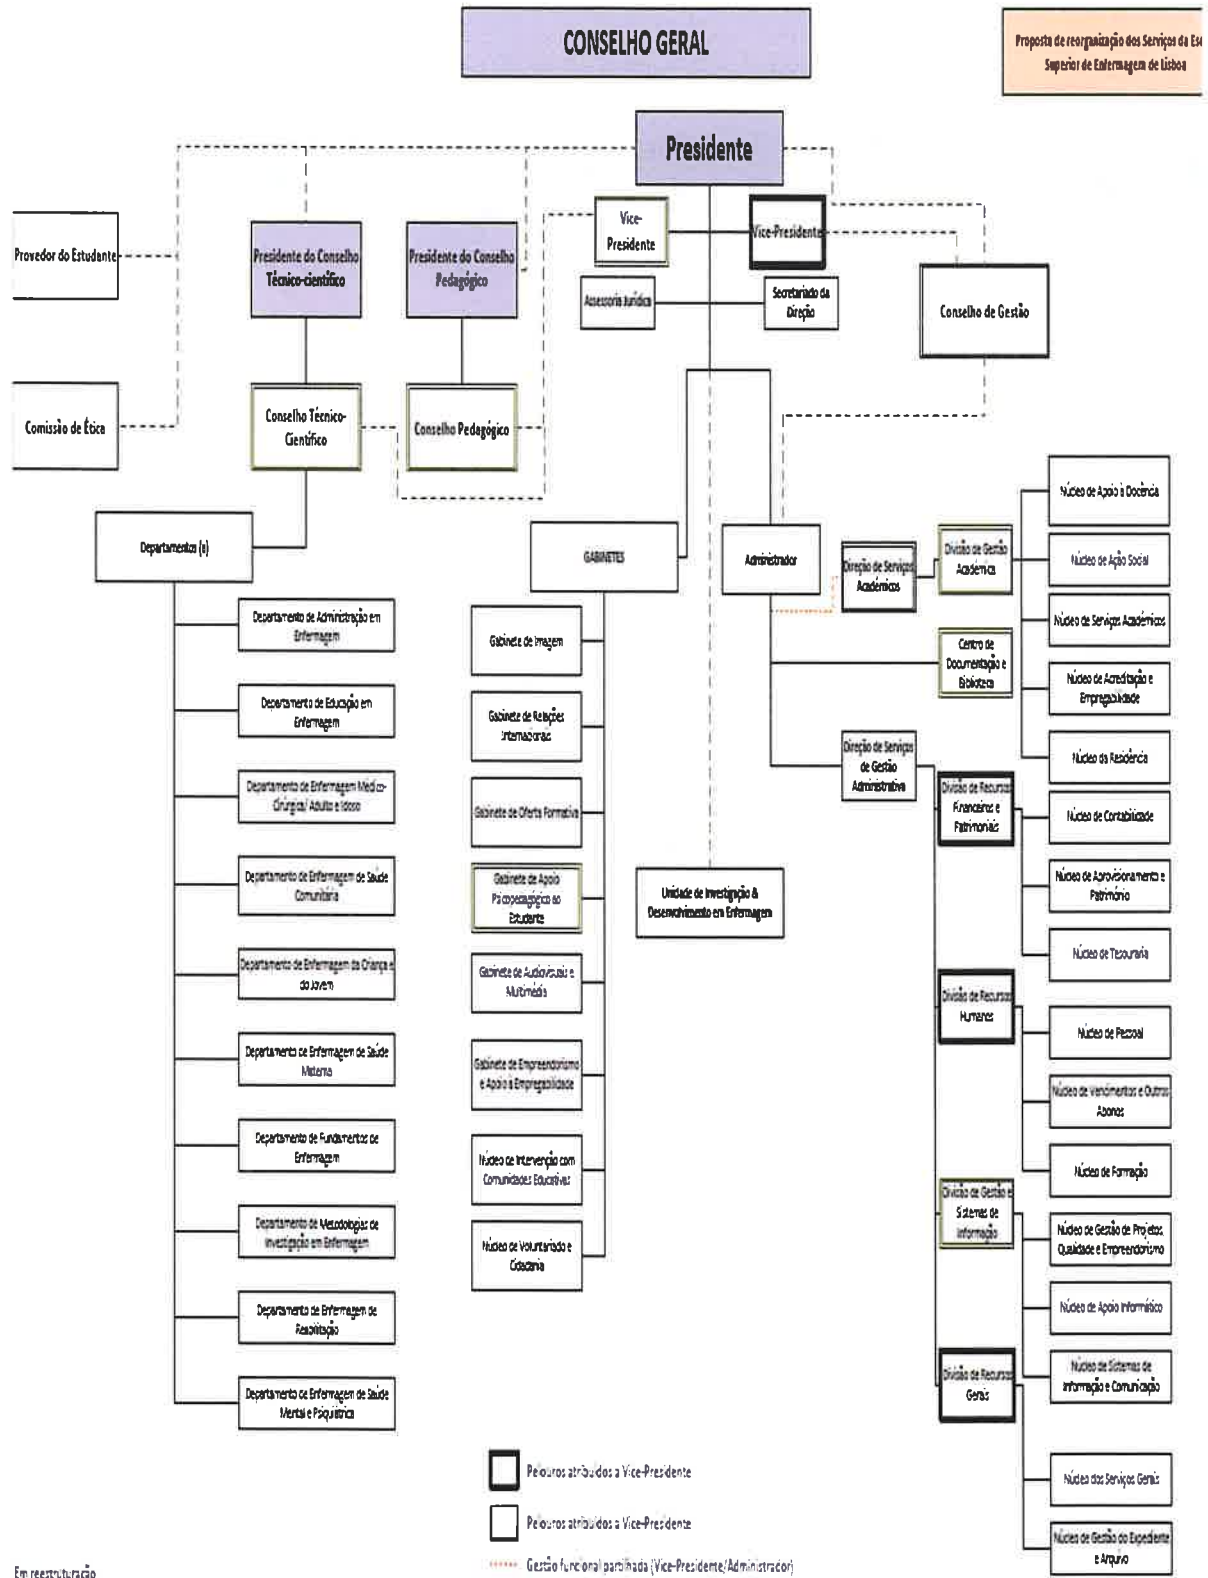 CONSELHO GERAL
Proposta de reorganização dos Serviços da Es
Superior de Enfermagem de Lisboa
Presidente
Vice-
Presidente
Vice-Presidente
Provedor do Estudante
Presidente do Conselho
Técnico-científico
Presidente do Conselho
Pedagógico
Assessoria Jurídica
Secretariado da
Direção
Conselho de Gestão
Comissão de Ética
Conselho Técnico-
Científico
Conselho Pedagógico
Departamentos (a)
GABINETES
Administrador
Direção de Serviços
Académicos
Divisão de Gestão
Académica
Centro de
Documentação e
Biblioteca
Direção de Serviços
de Gestão
Administrativa
Núcleo de Apoio à Docência
Núcleo de Ação Social
Núcleo de Serviços Académicos
Núcleo de Acreditação e
Empregabilidade
Núcleo da Residência
Departamento de Administração em
Enfermagem
Departamento de Educação em
Enfermagem
Departamento de Enfermagem Médico-
Cirúrgica/ Adulto e Idoso
Departamento de Enfermagem de Saúde
Comunitária
Departamento de Enfermagem da Criança e
do Jovem
Departamento de Enfermagem de Saúde
Materna
Departamento de Fundamentos de
Enfermagem
Departamento de Metodologias de
Investigação em Enfermagem
Departamento de Enfermagem de
Reabilitação
Departamento de Enfermagem de Saúde
Mental e Psiquiátrica
Gabinete de Imagem
Gabinete de Relações
Internacionais
Gabinete de Oferta Formativa
Gabinete de Apoio
Psicopedagógico ao
Estudante
Gabinete de Audiovisuais e
Multimédia
Gabinete de Empreendorismo
e Apoio à Empregabilidade
Núcleo de Intervenção com
Comunidades Educativas
Núcleo de Voluntariado e
Cidadania
Unidade de Investigação &
Desenvolvimento em Enfermagem
Divisão de Recursos
Financeiros e
Patrimoniais
Núcleo de Contabilidade
Núcleo de Aprovisionamento e
Património
Núcleo de Tesouraria
Divisão de Recursos
Humanos
Núcleo de Pessoal
Núcleo de Vencimentos e Outros
Abonos
Núcleo de Formação
Divisão de Gestão e
Sistemas de
Informação
Núcleo de Gestão de Projetos,
Qualidade e Empreendorismo
Núcleo de Apoio Informático
Núcleo de Sistemas de
Informação e Comunicação
Divisão de Recursos
Gerais
Núcleo dos Serviços Gerais
Núcleo de Gestão do Expediente
e Arquivo
Pelouros atribuídos a Vice-Presidente
Pelouros atribuídos a Vice-Presidente
Gestão funcional partilhada (Vice-Presidente/Administrador)
Em reestruturação